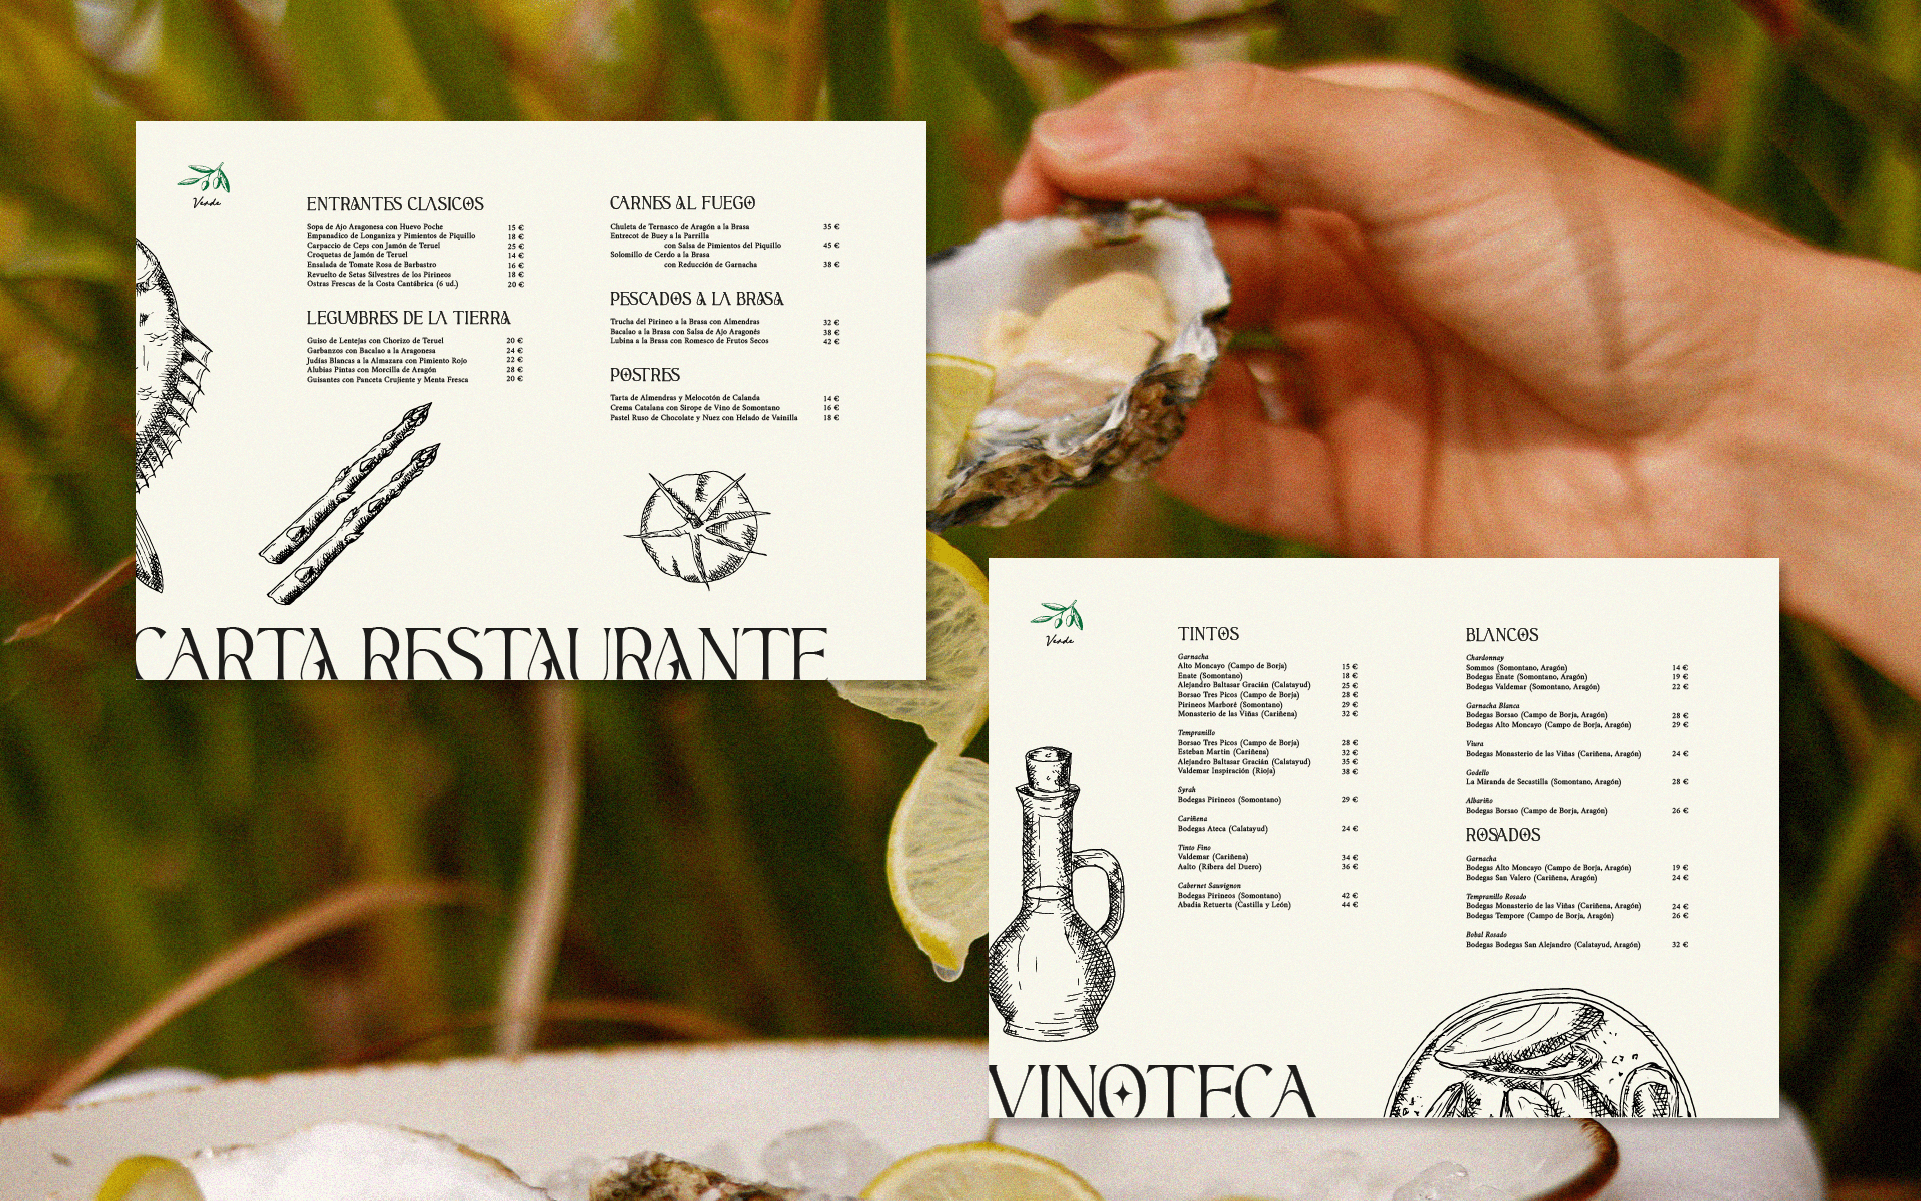 Verde
ENTRANTES CLASICOS
Sopa de Ajo Aragonesa con Huevo Poche 15 €
Empanadico de Longaniza y Pimientos de Piquillo 18 €
Carpaccio de Ceps con Jamón de Teruel 25 €
Croquetas de Jamón de Teruel 14 €
Ensalada de Tomate Rosa de Barbastro 16 €
Revuelto de Setas Silvestres de los Pirineos 18 €
Ostras Frescas de la Costa Cantábrica (6 ud.) 20 €
LEGUMBRES DE LA TIERRA
Guiso de Lentejas con Chorizo de Teruel 20 €
Garbanzos con Bacalao a la Aragonesa 24 €
Judías Blancas a la Almazara con Pimiento Rojo 22 €
Alubias Pintas con Morcilla de Aragón 28 €
Guisantes con Panceta Crujiente y Menta Fresca 20 €
CARNES AL FUEGO
Chuleta de Ternasco de Aragón a la Brasa 35 €
Entrecot de Buey a la Parrilla
con Salsa de Pimientos del Piquillo 45 €
Solomillo de Cerdo a la Brasa
con Reducción de Garnacha 38 €
PESCADOS A LA BRASA
Trucha del Pirineo a la Brasa con Almendras 32 €
Bacalao a la Brasa con Salsa de Ajo Aragonés 38 €
Lubina a la Brasa con Romesco de Frutos Secos 42 €
POSTRES
Tarta de Almendras y Melocotón de Calanda 14 €
Crema Catalana con Sirope de Vino de Somontano 16 €
Pastel Ruso de Chocolate y Nuez con Helado de Vainilla 18 €
CARTA RESTAURANTE
Verde
TINTOS
Garnacha
Alto Moncayo (Campo de Borja) 15 €
Enate (Somontano) 18 €
Alejandro Baltasar Gracián (Calatayud) 25 €
Borsao Tres Picos (Campo de Borja) 28 €
Pirineos Marboré (Somontano) 29 €
Monasterio de las Viñas (Cariñena) 32 €
Tempranillo
Borsao Tres Picos (Campo de Borja) 28 €
Esteban Martín (Cariñena) 32 €
Alejandro Baltasar Gracián (Calatayud) 35 €
Valdemar Inspiración (Rioja) 38 €
Syrah
Bodegas Pirineos (Somontano) 29 €
Cariñena
Bodegas Ateca (Calatayud) 24 €
Tinto Fino
Valdemar (Cariñena) 34 €
Aalto (Ribera del Duero) 36 €
Cabernet Sauvignon
Bodegas Pirineos (Somontano) 42 €
Abadía Retuerta (Castilla y León) 44 €
BLANCOS
Chardonnay
Sommos (Somontano, Aragón) 14 €
Bodegas Enate (Somontano, Aragón) 19 €
Bodegas Valdemar (Somontano, Aragón) 22 €
Garnacha Blanca
Bodegas Borsao (Campo de Borja, Aragón) 28 €
Bodegas Alto Moncayo (Campo de Borja, Aragón) 29 €
Viura
Bodegas Monasterio de las Viñas (Cariñena, Aragón) 24 €
Godello
La Miranda de Secastilla (Somontano, Aragón) 28 €
Albariño
Bodegas Borsao (Campo de Borja, Aragón) 26 €
ROSADOS
Garnacha
Bodegas Alto Moncayo (Campo de Borja, Aragón) 19 €
Bodegas San Valero (Cariñena, Aragón) 24 €
Tempranillo Rosado
Bodegas Monasterio de las Viñas (Cariñena, Aragón) 24 €
Bodegas Tempore (Campo de Borja, Aragón) 26 €
Bobal Rosado
Bodegas Bodegas San Alejandro (Calatayud, Aragón) 32 €
VINOTECA